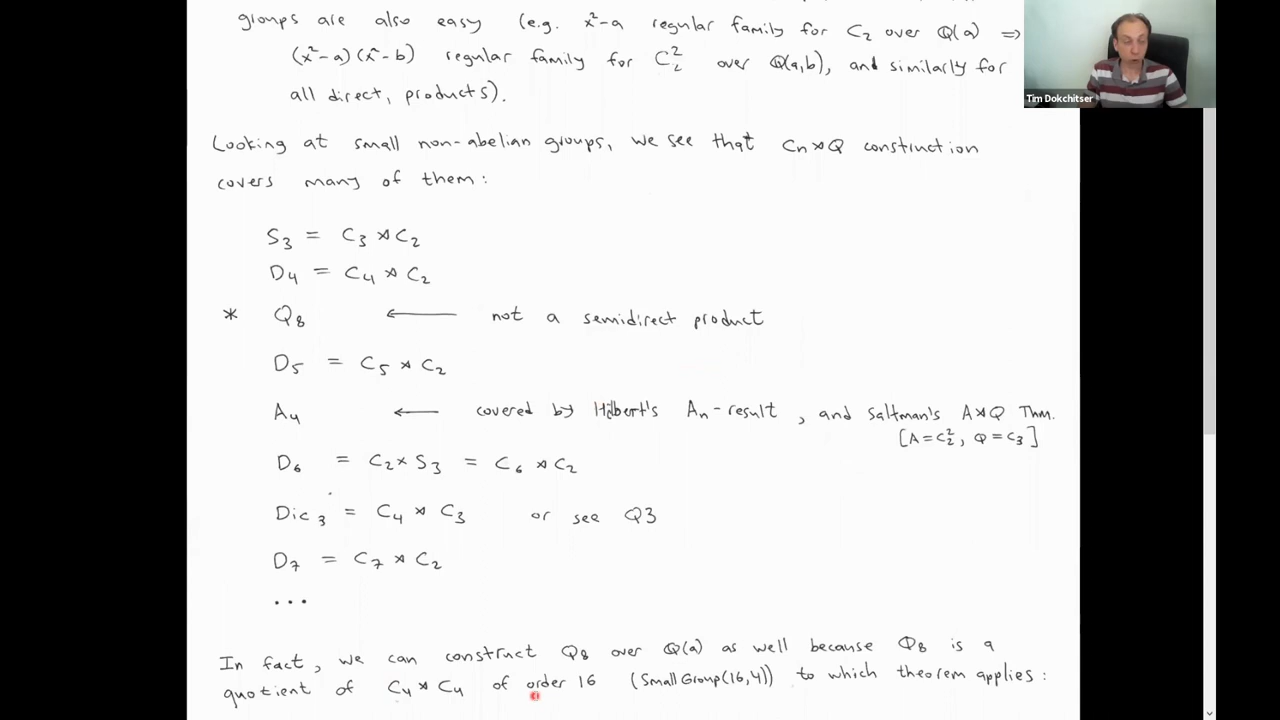 groups are also easy (e.g. x²-a regular family for C₂ over Q(a) ⇒
(x²-a)(x²-b) regular family for C₂² over Q(a,b), and similarly for
all direct products).
Tim Dokchitser
Looking at small non-abelian groups, we see that Cn⋊Q construction
covers many of them:
S₃ = C₃ ⋊ C₂
D₄ = C₄ ⋊ C₂
* Q₈ ← not a semidirect product
D₅ = C₅ ⋊ C₂
A₄ ← covered by Hilbert's An-result, and Saltman's A⋊Q Thm.
[A=C₂², Q=C₃]
D₆ = C₂×S₃ = C₆ ⋊ C₂
Dic₃ = C₄ ⋊ C₃ or see Q3
D₇ = C₇ ⋊ C₂
...
In fact, we can construct Q₈ over Q(a) as well because Q₈ is a
quotient of C₄ ⋊ C₄ of order 16 (SmallGroup(16,4)) to which theorem applies: